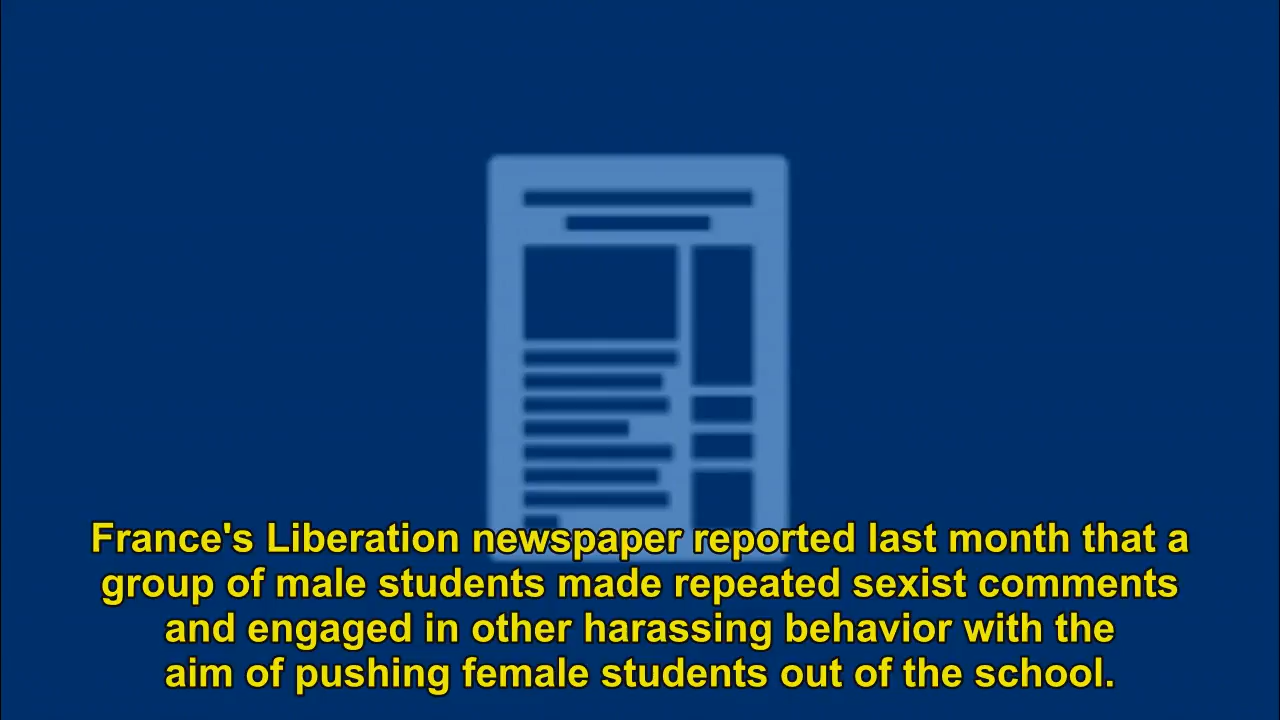 France's Liberation newspaper reported last month that a
group of male students made repeated sexist comments
and engaged in other harassing behavior with the
aim of pushing female students out of the school.